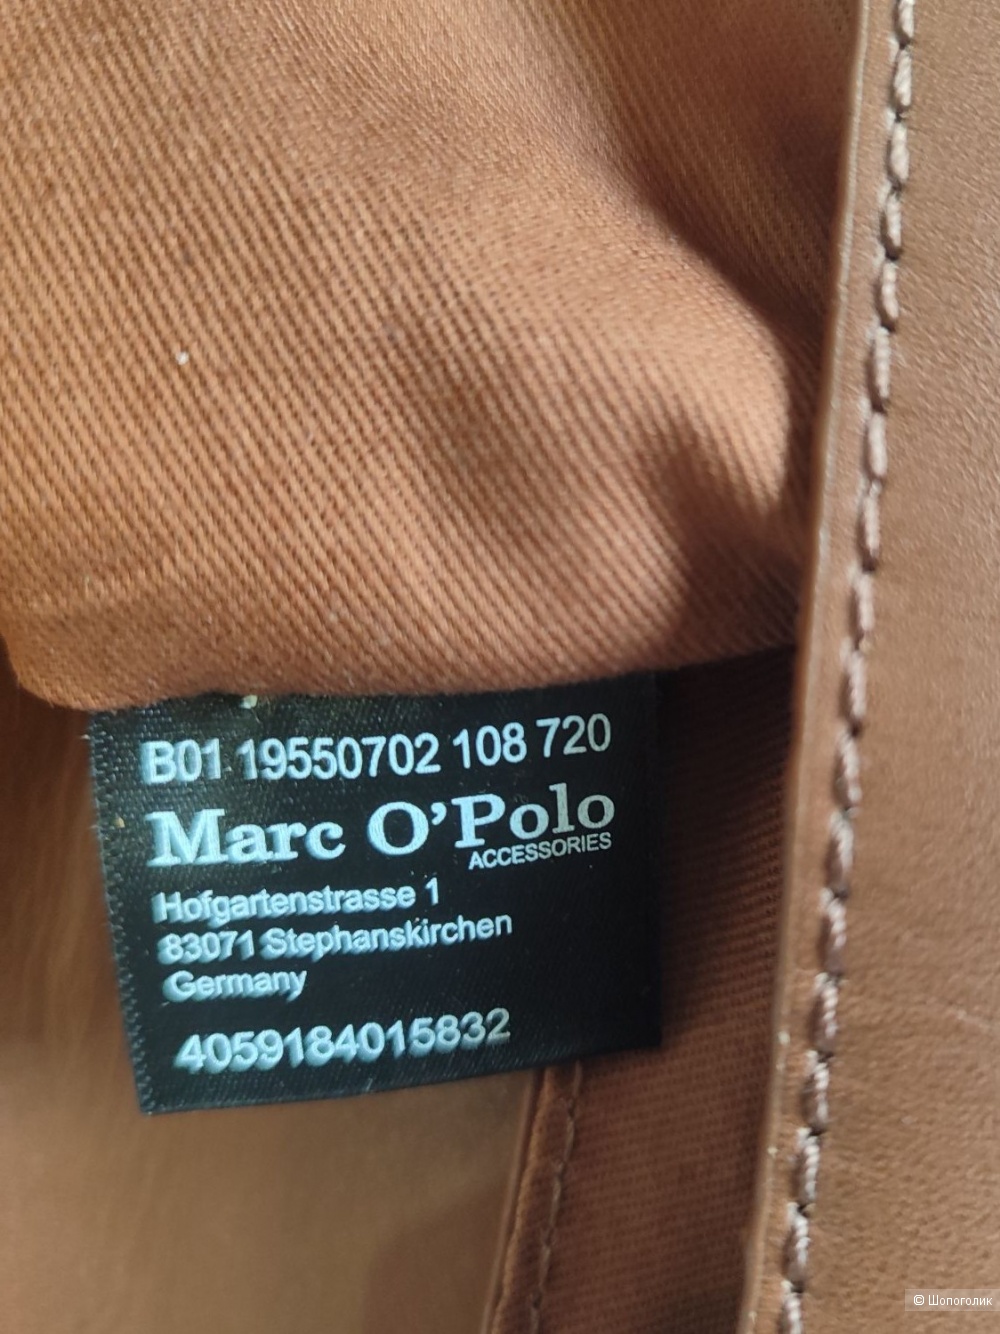 B01 19550702 108 720
Marc O'Polo
ACCESSORIES
Hofgartenstrasse 1
83071 Stephanskirchen
Germany
4059184015832
© Шопоголик